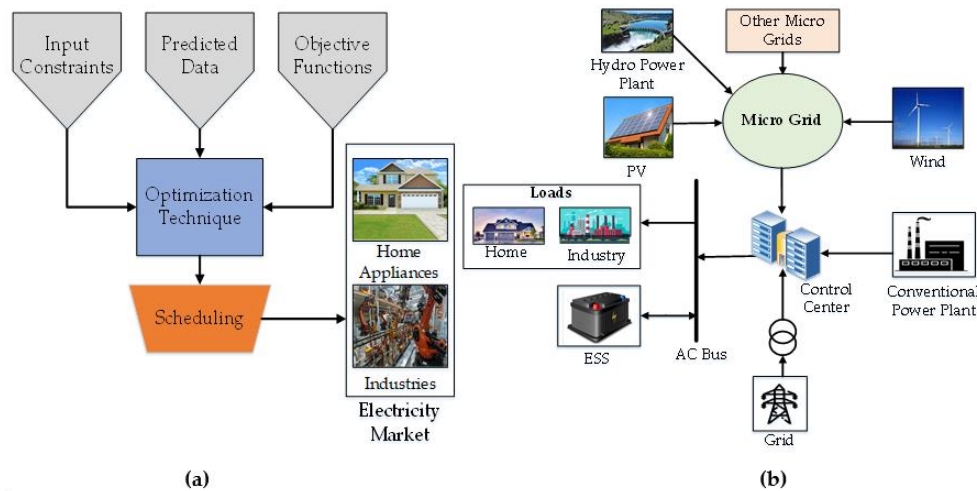 Input
Constraints
Predicted
Data
Objective
Functions
Optimization
Technique
Scheduling
Home
Appliances
Industries
Electricity
Market
(a)
Other Micro
Grids
Hydro Power
Plant
Micro Grid
PV
Wind
Loads
Home
Industry
Control
Center
Conventional
Power Plant
ESS
AC Bus
Grid
(b)